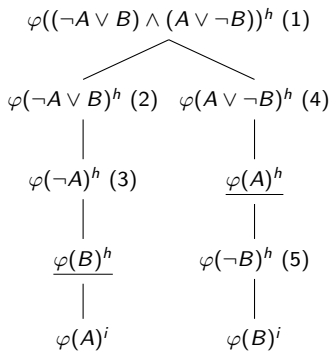 φ((¬A ∨ B) ∧ (A ∨ ¬B))ʰ (1)
φ(¬A ∨ B)ʰ (2) φ(A ∨ ¬B)ʰ (4)
φ(¬A)ʰ (3) φ(A)ʰ
φ(B)ʰ φ(¬B)ʰ (5)
φ(A)ⁱ φ(B)ⁱ